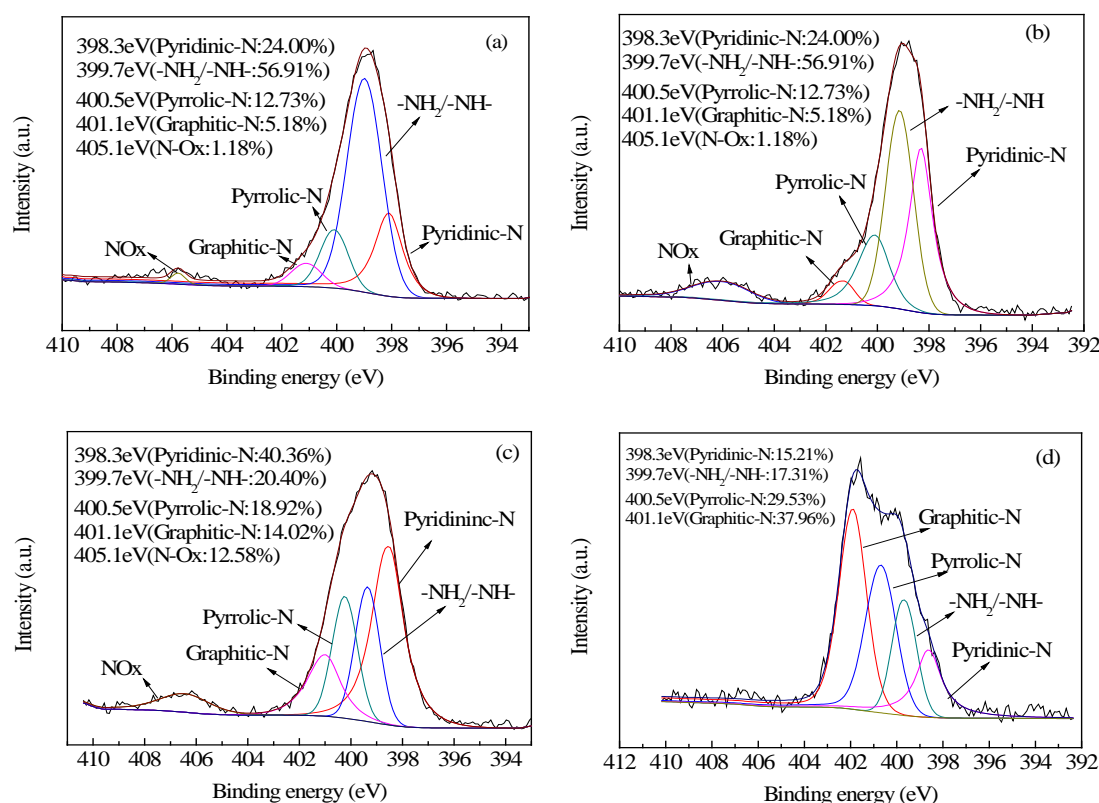 (a)
398.3eV(Pyridinic-N:24.00%)
399.7eV(-NH2/-NH-:56.91%)
400.5eV(Pyrrolic-N:12.73%)
401.1eV(Graphitic-N:5.18%)
405.1eV(N-Ox:1.18%)
-NH2/-NH-
Pyrrolic-N
Pyridinic-N
Graphitic-N
NOx
Intensity (a.u.)
410 408 406 404 402 400 398 396 394
Binding energy (eV)
(b)
398.3eV(Pyridinic-N:24.00%)
399.7eV(-NH2/-NH-:56.91%)
400.5eV(Pyrrolic-N:12.73%)
401.1eV(Graphitic-N:5.18%)
405.1eV(N-Ox:1.18%)
-NH2/-NH
Pyridinic-N
Pyrrolic-N
Graphitic-N
NOx
Intensity (a.u.)
410 408 406 404 402 400 398 396 394 392
Binding energy (eV)
(c)
398.3eV(Pyridinic-N:40.36%)
399.7eV(-NH2/-NH-:20.40%)
400.5eV(Pyrrolic-N:18.92%)
401.1eV(Graphitic-N:14.02%)
405.1eV(N-Ox:12.58%)
Pyridininc-N
-NH2/-NH-
Pyrrolic-N
Graphitic-N
NOx
Intensity (a.u.)
410 408 406 404 402 400 398 396 394
Binding energy (eV)
(d)
398.3eV(Pyridinic-N:15.21%)
399.7eV(-NH2/-NH-:17.31%)
400.5eV(Pyrrolic-N:29.53%)
401.1eV(Graphitic-N:37.96%)
Graphitic-N
Pyrrolic-N
-NH2/-NH-
Pyridinic-N
Intensity (a.u.)
412 410 408 406 404 402 400 398 396 394 392
Binding energy (eV)